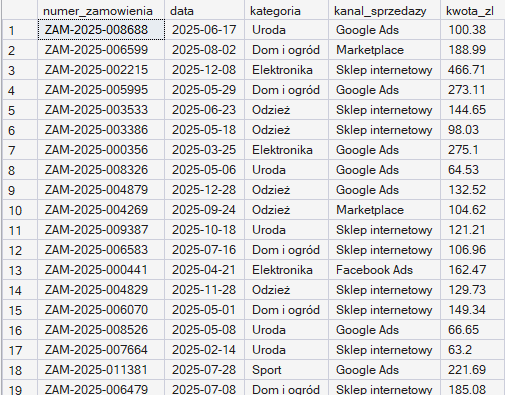 numer_zamowienia data kategoria kanal_sprzedazy kwota_zl
1 ZAM-2025-008688 2025-06-17 Uroda Google Ads 100.38
2 ZAM-2025-006599 2025-08-02 Dom i ogród Marketplace 188.99
3 ZAM-2025-002215 2025-12-08 Elektronika Sklep internetowy 466.71
4 ZAM-2025-005995 2025-05-29 Dom i ogród Google Ads 273.11
5 ZAM-2025-003533 2025-06-23 Odzież Sklep internetowy 144.65
6 ZAM-2025-003386 2025-05-18 Odzież Sklep internetowy 98.03
7 ZAM-2025-000356 2025-03-25 Elektronika Google Ads 275.1
8 ZAM-2025-008326 2025-05-06 Uroda Google Ads 64.53
9 ZAM-2025-004879 2025-12-28 Odzież Google Ads 132.52
10 ZAM-2025-004269 2025-09-24 Odzież Marketplace 104.62
11 ZAM-2025-009387 2025-10-18 Uroda Sklep internetowy 121.21
12 ZAM-2025-006583 2025-07-16 Dom i ogród Sklep internetowy 106.96
13 ZAM-2025-000441 2025-04-21 Elektronika Facebook Ads 162.47
14 ZAM-2025-004829 2025-11-28 Odzież Sklep internetowy 129.73
15 ZAM-2025-006070 2025-05-01 Dom i ogród Sklep internetowy 149.34
16 ZAM-2025-008526 2025-05-08 Uroda Google Ads 66.65
17 ZAM-2025-007664 2025-02-14 Uroda Sklep internetowy 63.2
18 ZAM-2025-011381 2025-07-28 Sport Google Ads 221.69
19 ZAM-2025-006479 2025-07-08 Dom i ogród Sklep internetowy 185.08